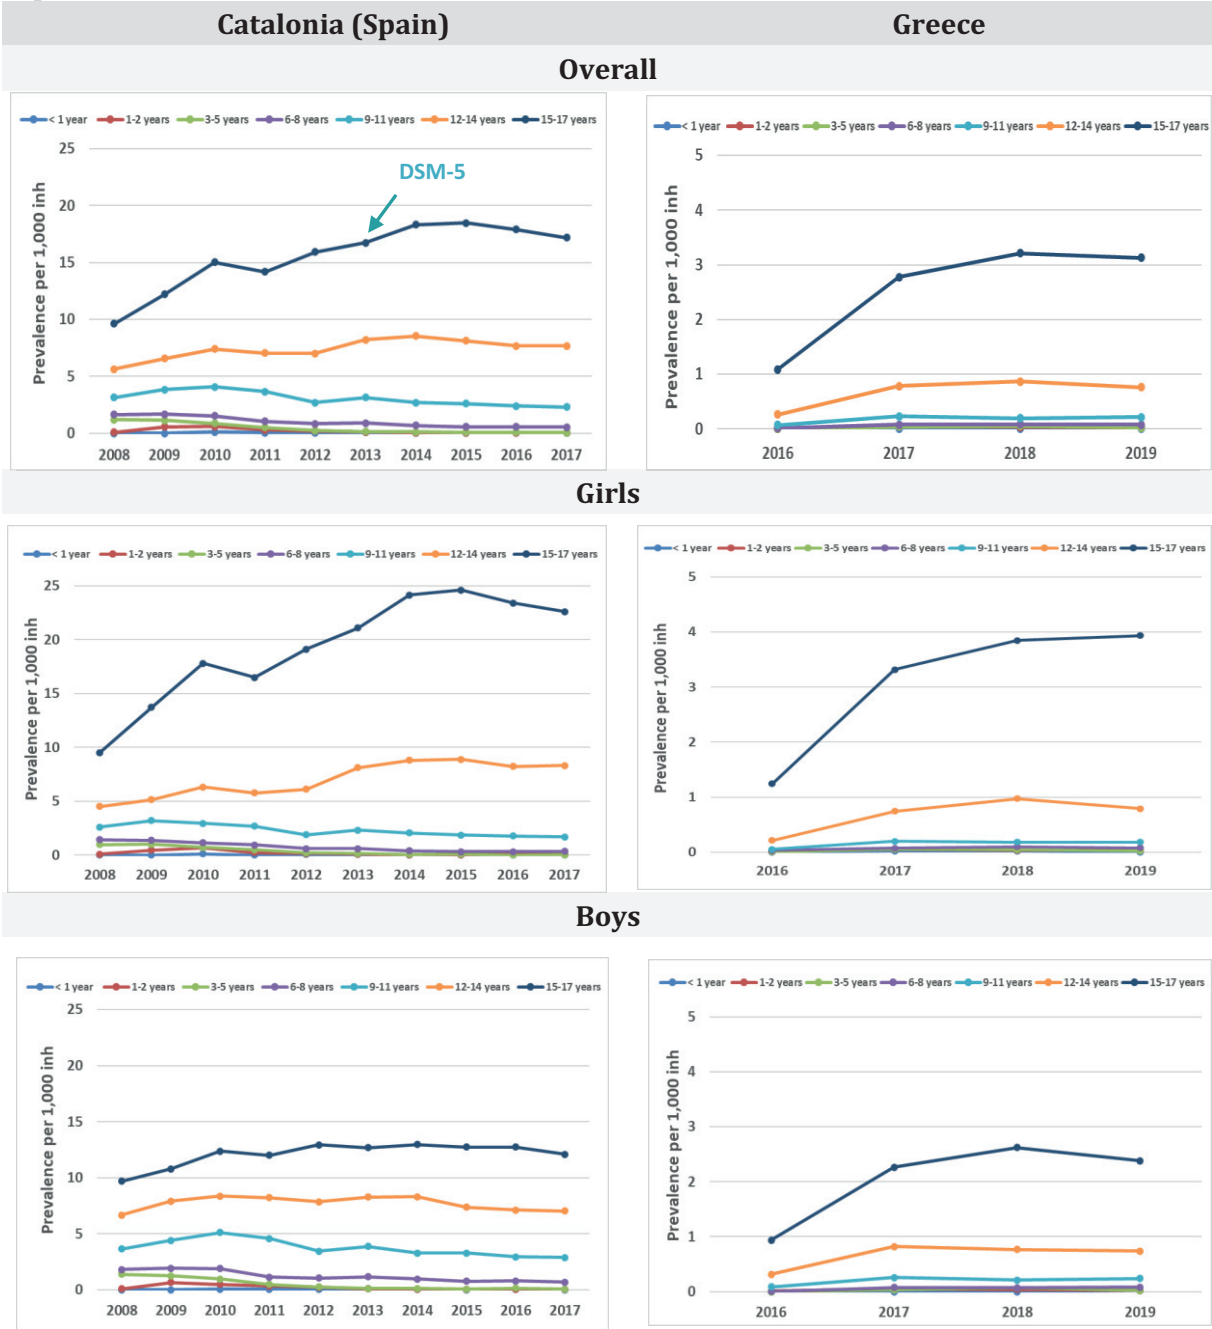 Catalonia (Spain) Greece
Overall
< 1 year 1-2 years 3-5 years 6-8 years 9-11 years 12-14 years 15-17 years
25
20
15
10
5
0
Prevalence per 1,000 inh
DSM-5
2008 2009 2010 2011 2012 2013 2014 2015 2016 2017
< 1 year 1-2 years 3-5 years 6-8 years 9-11 years 12-14 years 15-17 years
5
4
3
2
1
0
Prevalence per 1,000 inh
2016 2017 2018 2019
Girls
< 1 year 1-2 years 3-5 years 6-8 years 9-11 years 12-14 years 15-17 years
25
20
15
10
5
0
Prevalence per 1,000 inh
2008 2009 2010 2011 2012 2013 2014 2015 2016 2017
< 1 year 1-2 years 3-5 years 6-8 years 9-11 years 12-14 years 15-17 years
5
4
3
2
1
0
Prevalence per 1,000 inh
2016 2017 2018 2019
Boys
< 1 year 1-2 years 3-5 years 6-8 years 9-11 years 12-14 years 15-17 years
25
20
15
10
5
0
Prevalence per 1,000 inh
2008 2009 2010 2011 2012 2013 2014 2015 2016 2017
< 1 year 1-2 years 3-5 years 6-8 years 9-11 years 12-14 years 15-17 years
5
4
3
2
1
0
Prevalence per 1,000 inh
2016 2017 2018 2019